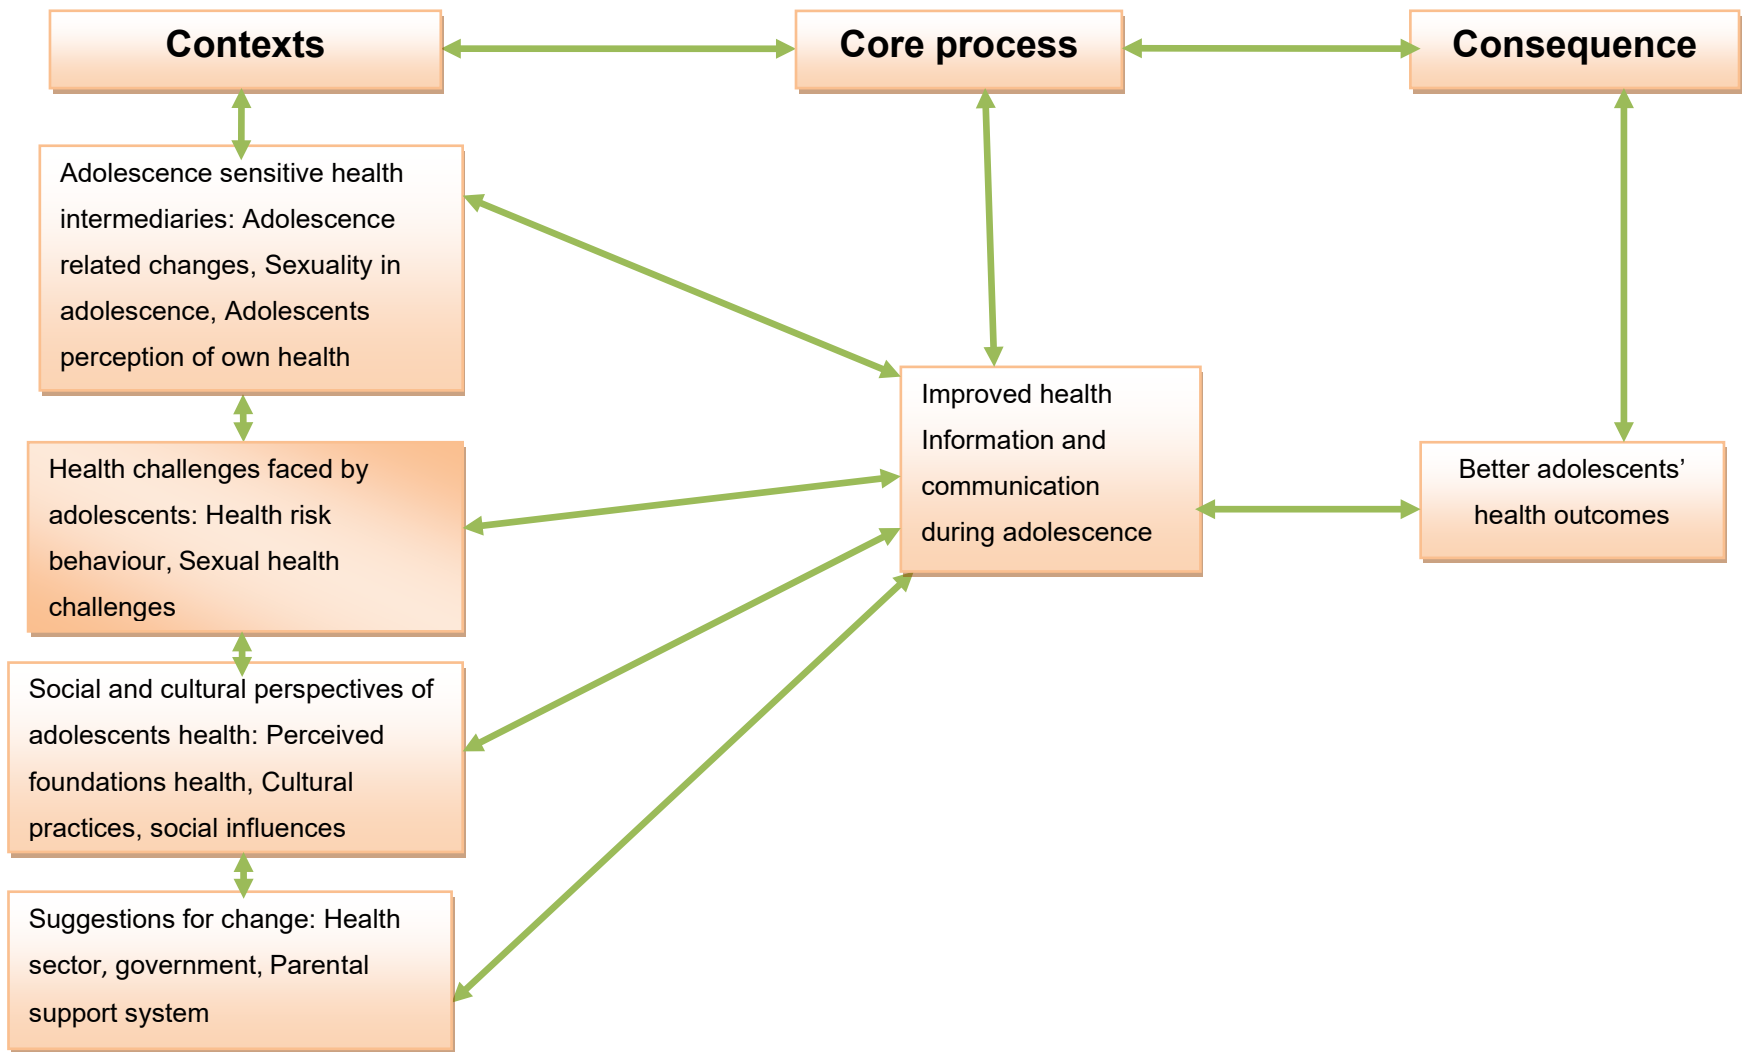 Contexts
Core process
Consequence
Adolescence sensitive health
intermediaries: Adolescence
related changes, Sexuality in
adolescence, Adolescents
perception of own health
Health challenges faced by
adolescents: Health risk
behaviour, Sexual health
challenges
Social and cultural perspectives of
adolescents health: Perceived
foundations health, Cultural
practices, social influences
Suggestions for change: Health
sector, government, Parental
support system
Improved health
Information and
communication
during adolescence
Better adolescents’
health outcomes